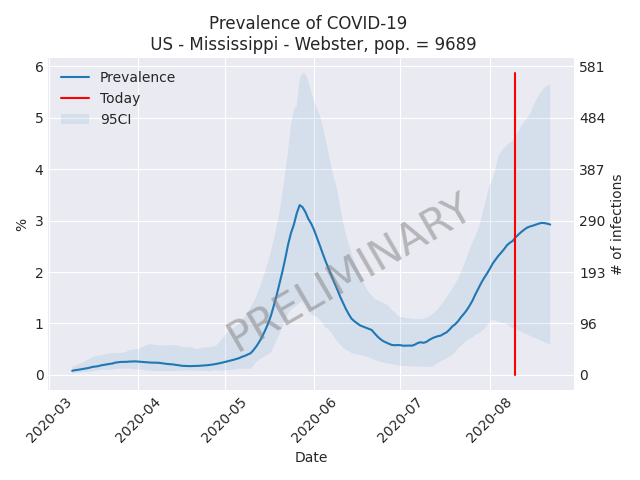 Prevalence of COVID-19
US - Mississippi - Webster, pop. = 9689
Prevalence
Today
95CI
PRELIMINARY
%
6
5
4
3
2
1
0
581
484
387
290
193
96
0
# of infections
2020-03
2020-04
2020-05
2020-06
2020-07
2020-08
Date